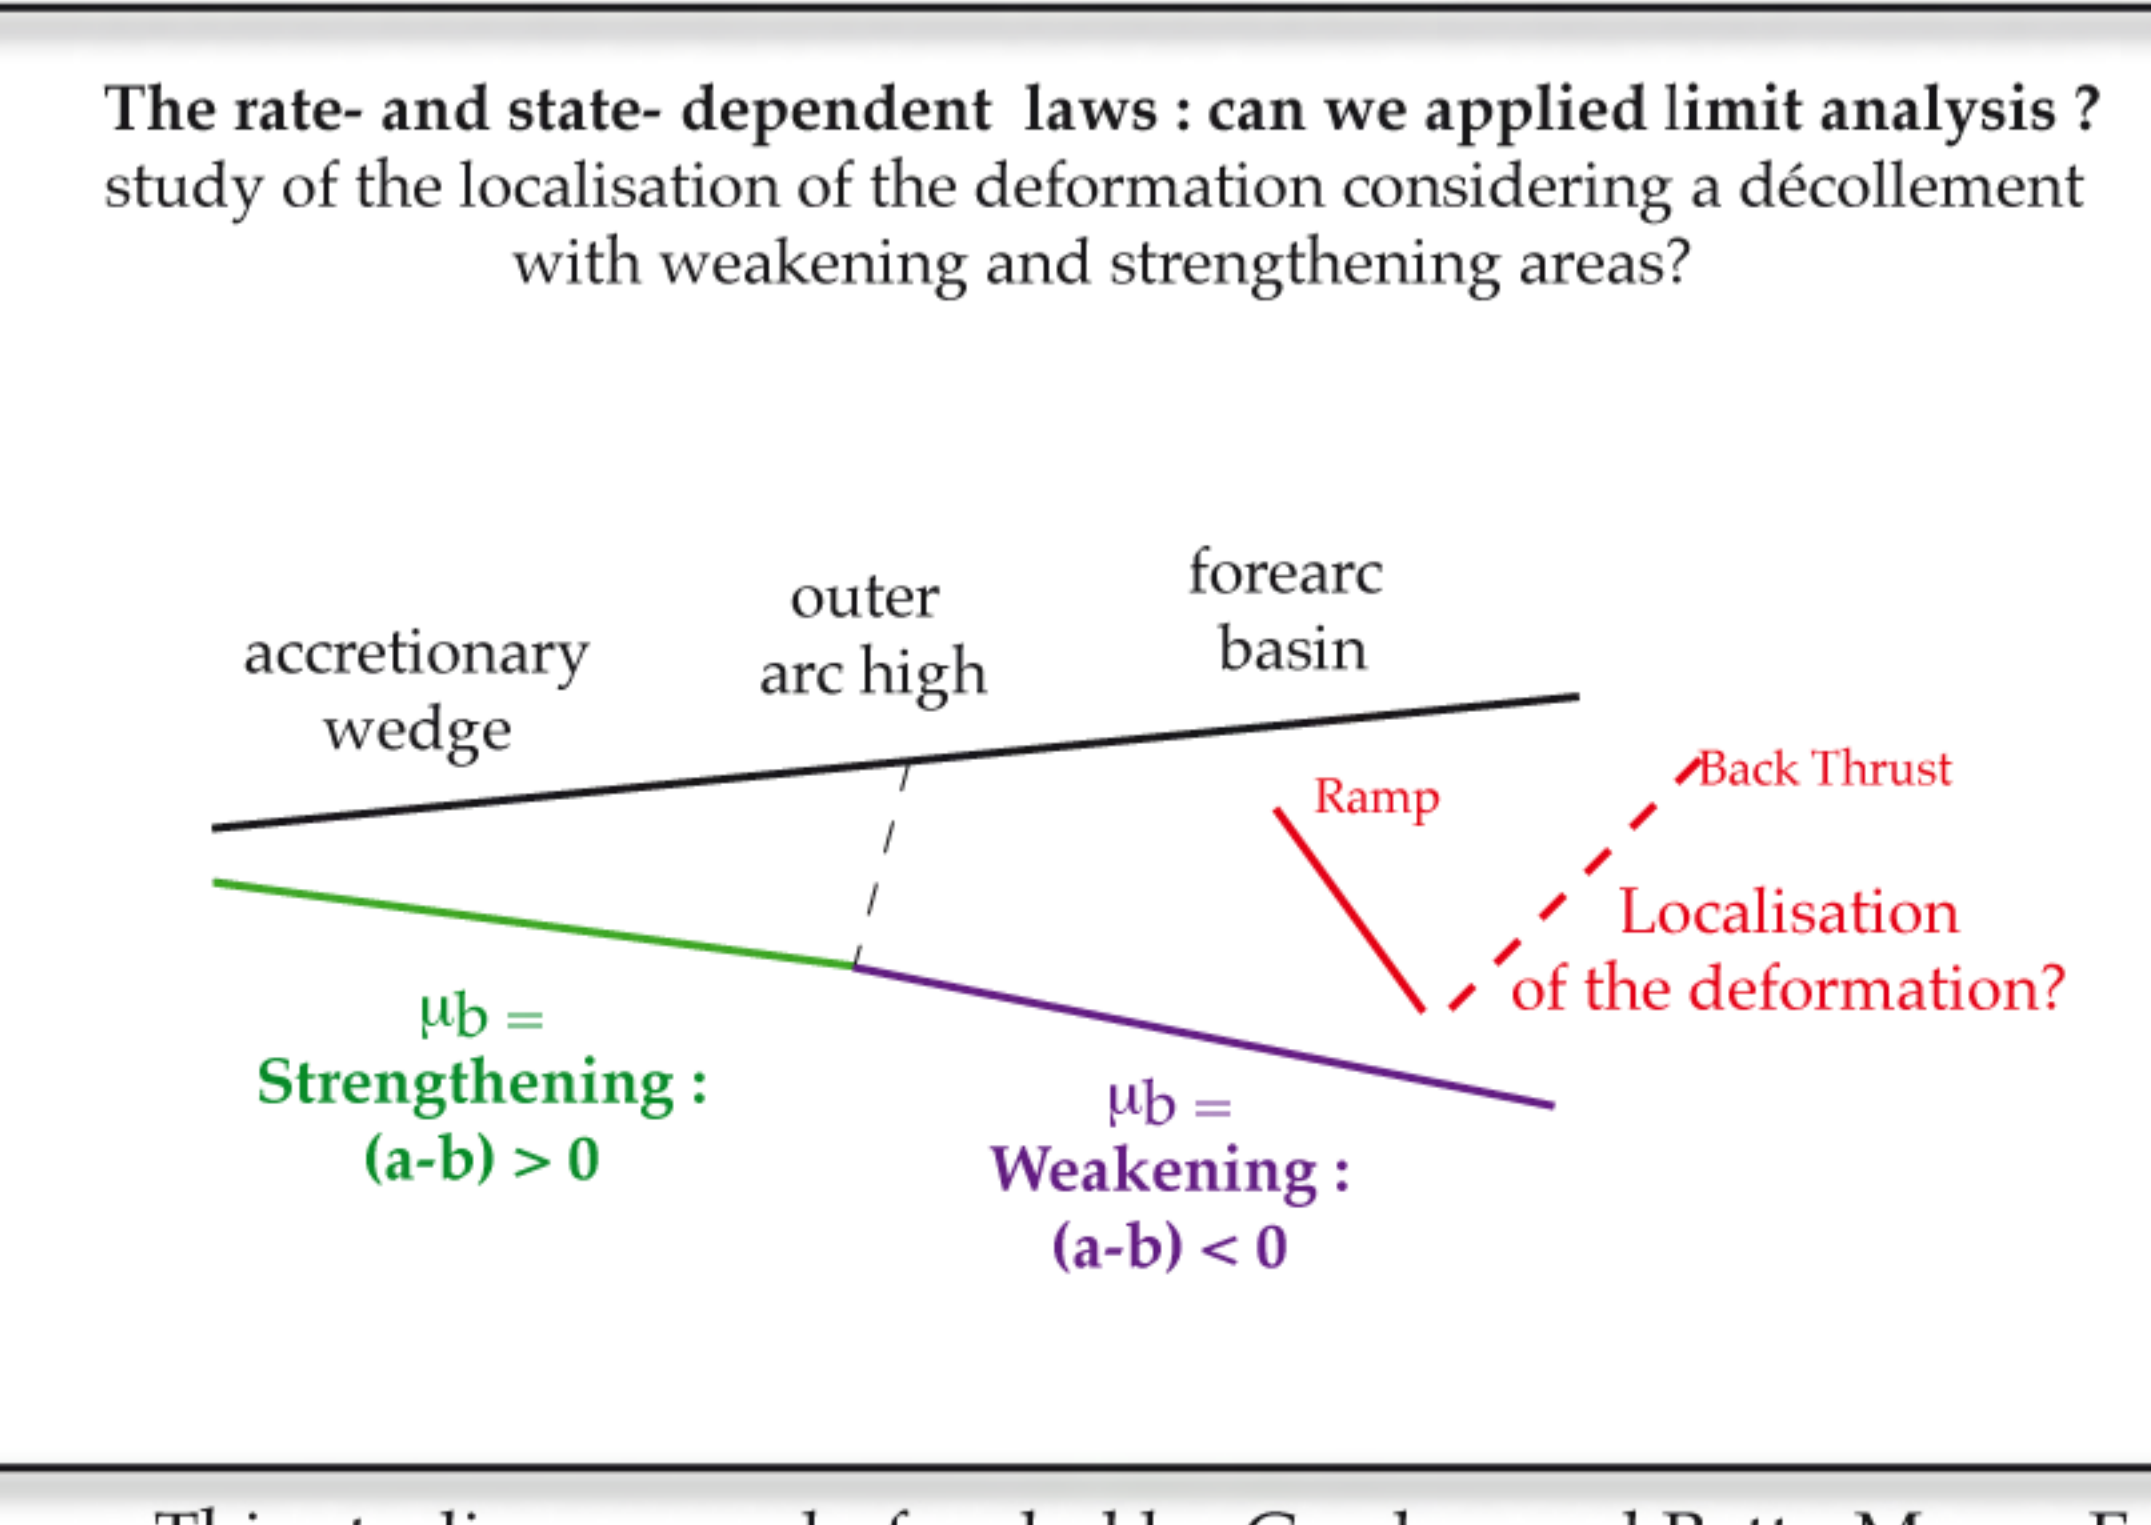 The rate- and state- dependent laws : can we applied limit analysis ?
study of the localisation of the deformation considering a décollement
with weakening and strengthening areas?
forearc
basin
outer
arc high
accretionary
wedge
Ramp
Back Thrust
Localisation
of the deformation?
μb =
Strengthening :
(a-b) > 0
μb =
Weakening :
(a-b) < 0